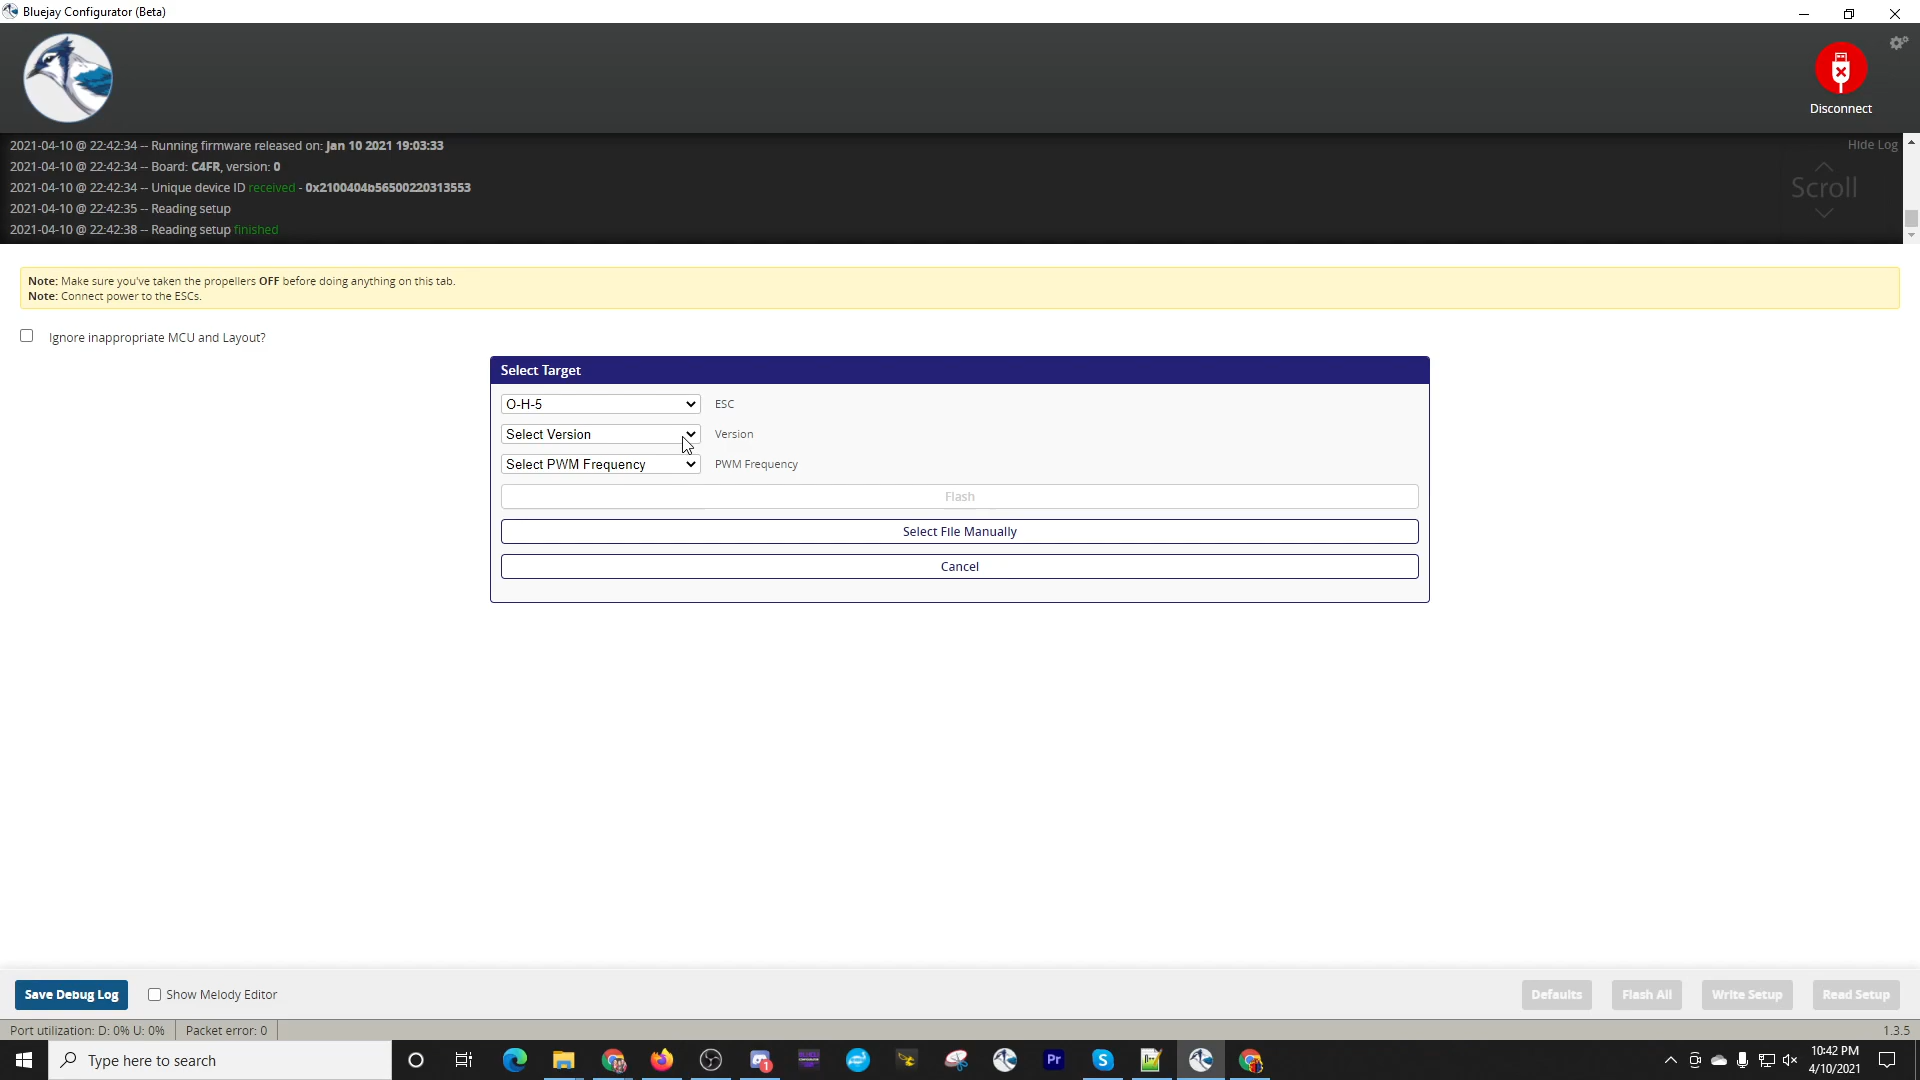 Bluejay Configurator (Beta)
Disconnect
2021-04-10 @ 22:42:34 -- Running firmware released on: Jan 10 2021 19:03:33
Hide Log
2021-04-10 @ 22:42:34 -- Board: C4FR, version: 0
2021-04-10 @ 22:42:34 -- Unique device ID received - 0x2100404b56500220313553
Scroll
2021-04-10 @ 22:42:35 -- Reading setup
2021-04-10 @ 22:42:38 -- Reading setup finished
Note: Make sure you've taken the propellers OFF before doing anything on this tab.
Note: Connect power to the ESCs.
Ignore inappropriate MCU and Layout?
Select Target
O-H-5 ESC
Select Version Version
Select PWM Frequency PWM Frequency
Flash
Select File Manually
Cancel
Save Debug Log Show Melody Editor Defaults Flash All Write Setup Read Setup
Port utilization: D: 0% U: 0% Packet error: 0 1.3.5
Type here to search
10:42 PM
4/10/2021